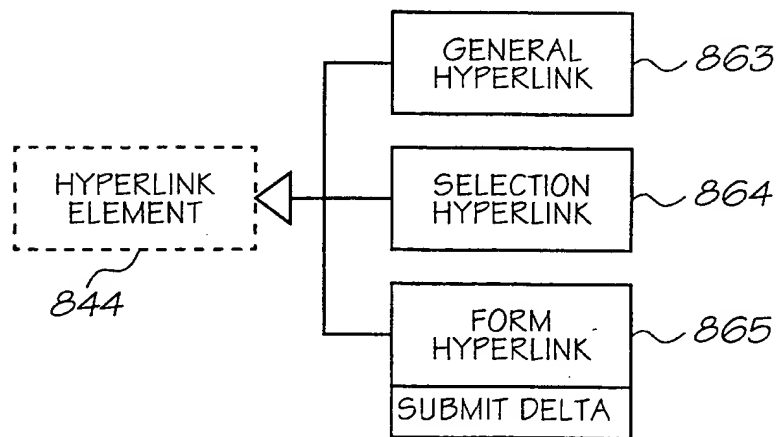 GENERAL
HYPERLINK
863
HYPERLINK
ELEMENT
844
SELECTION
HYPERLINK
864
FORM
HYPERLINK
865
SUBMIT DELTA